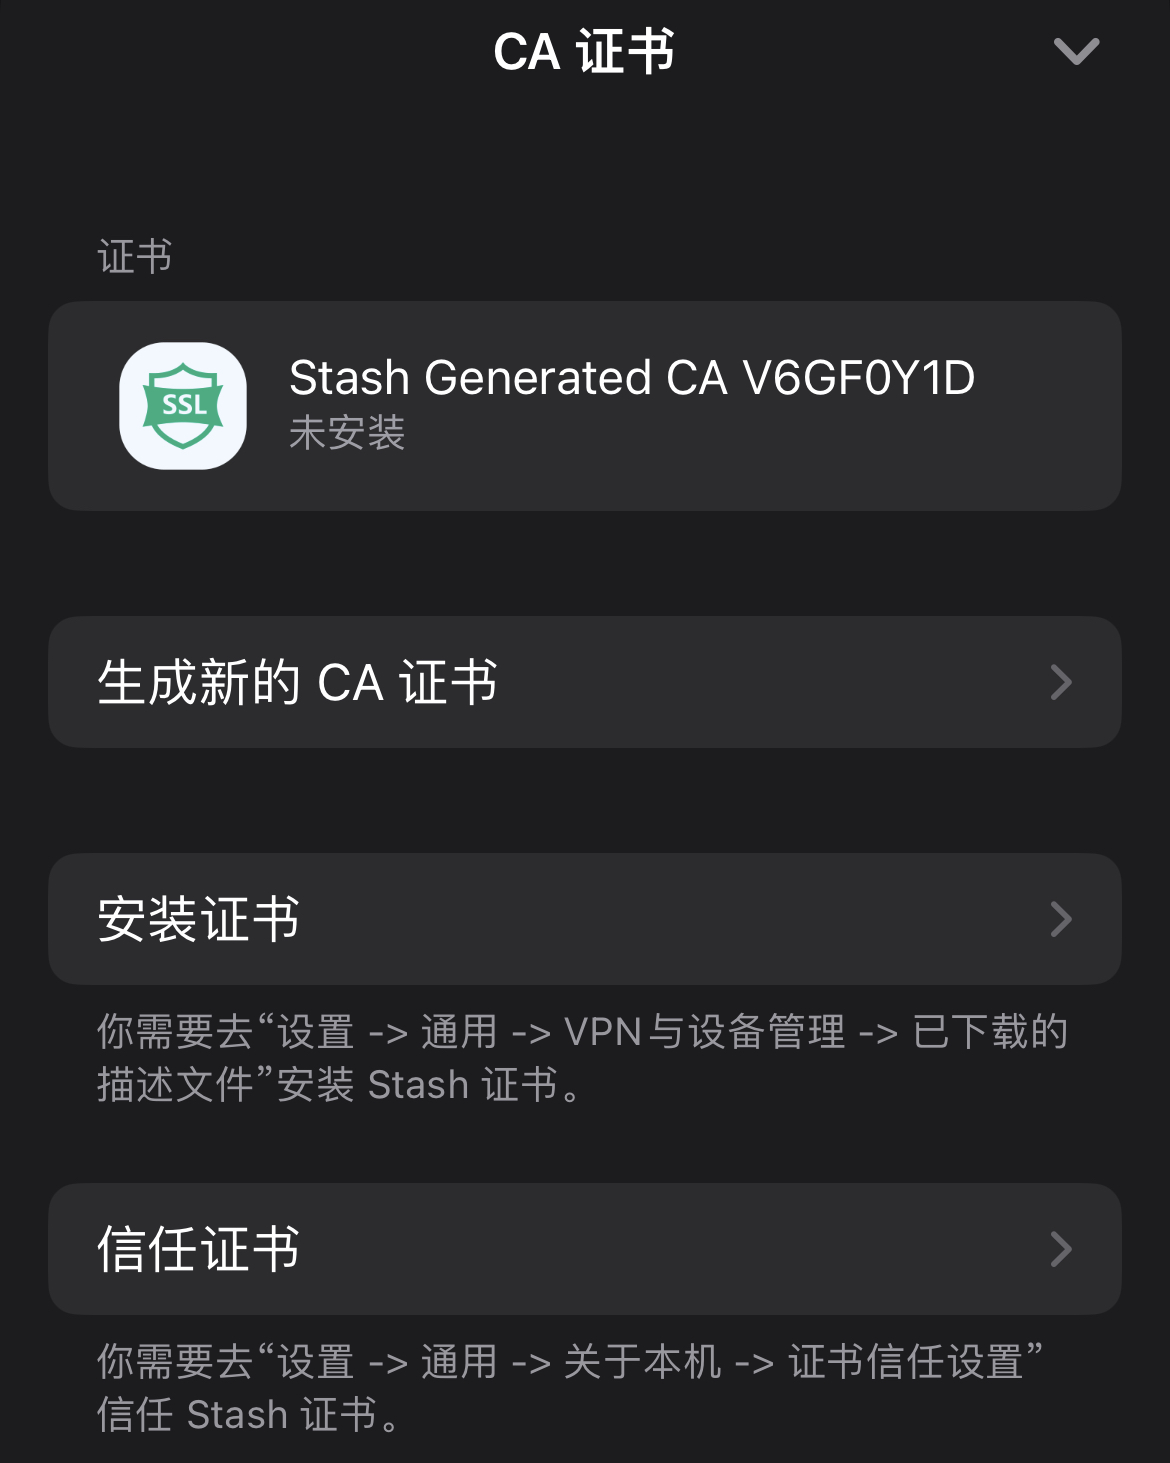 CA 证书
证书
SSL
Stash Generated CA V6GF0Y1D
未安装
生成新的 CA 证书
安装证书
你需要去“设置 -> 通用 -> VPN与设备管理 -> 已下载的
描述文件”安装 Stash 证书。
信任证书
你需要去“设置 -> 通用 -> 关于本机 -> 证书信任设置”
信任 Stash 证书。